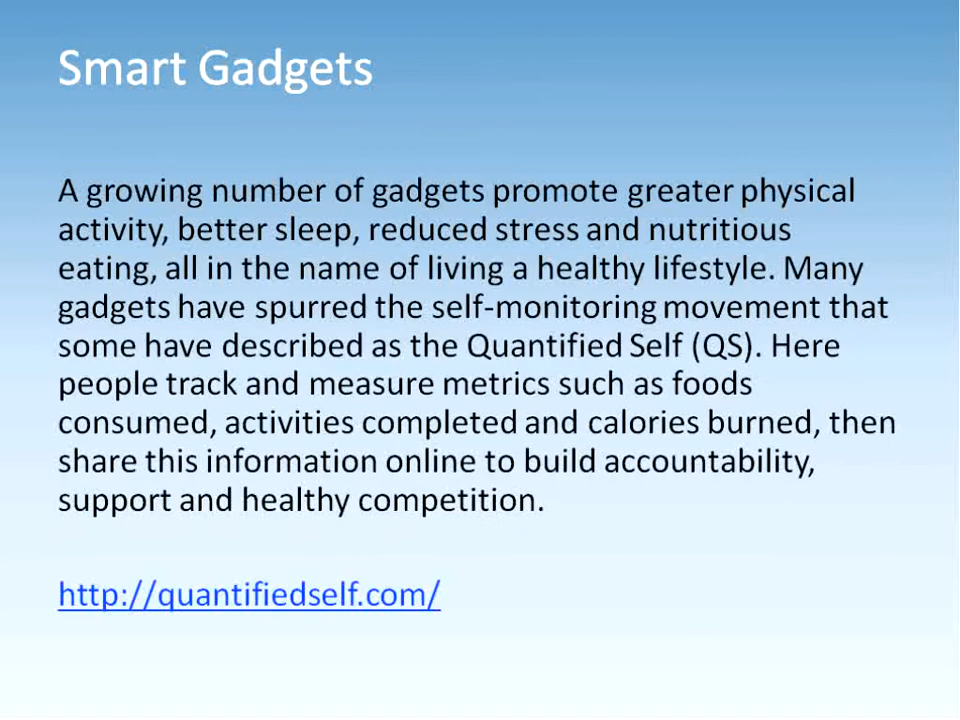 Smart Gadgets
A growing number of gadgets promote greater physical
activity, better sleep, reduced stress and nutritious
eating, all in the name of living a healthy lifestyle. Many
gadgets have spurred the self-monitoring movement that
some have described as the Quantified Self (QS). Here
people track and measure metrics such as foods
consumed, activities completed and calories burned, then
share this information online to build accountability,
support and healthy competition.
http://quantifiedself.com/